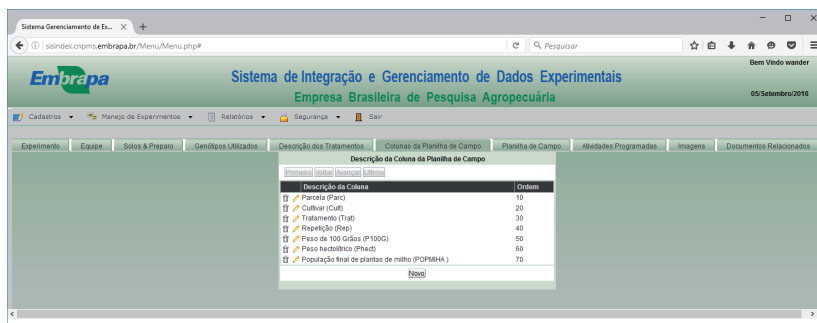 Sistema Gerenciamento de Ex...
sisindex.cnpms.embrapa.br/Menu/Menu.php#
Pesquisar
Bem Vindo wander
Embrapa
Sistema de Integração e Gerenciamento de Dados Experimentais
Empresa Brasileira de Pesquisa Agropecuária
05/Setembro/2016
Cadastros Manejo de Experimentos Relatórios Segurança Sair
Experimento Equipe Solos & Preparo Genótipos Utilizados Descrição dos Tratamentos Colunas da Planilha de Campo Planilha de Campo Atividades Programadas Imagens Documentos Relacionados
Descrição da Coluna da Planilha de Campo
Primeiro Voltar Avançar Último
Descrição da Coluna Ordem
Parcela (Parc) 10
Cultivar (Cult) 20
Tratamento (Trat) 30
Repetição (Rep) 40
Peso de 100 Grãos (P100G) 50
Peso hectolítrico (Phect) 60
População final de plantas de milho (POPMIHA ) 70
Novo